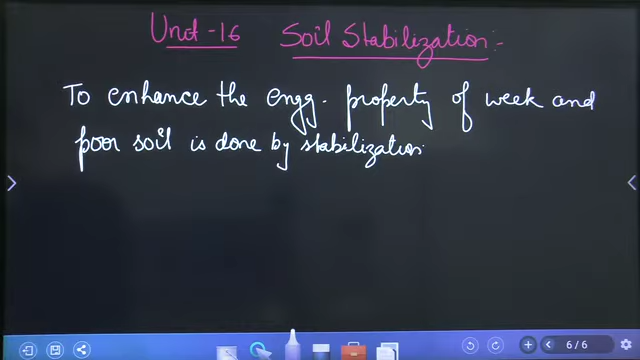 Unit-16 Soil Stabilization:-
To enhance the engg. property of week and
poor soil is done by stabilization
6/6